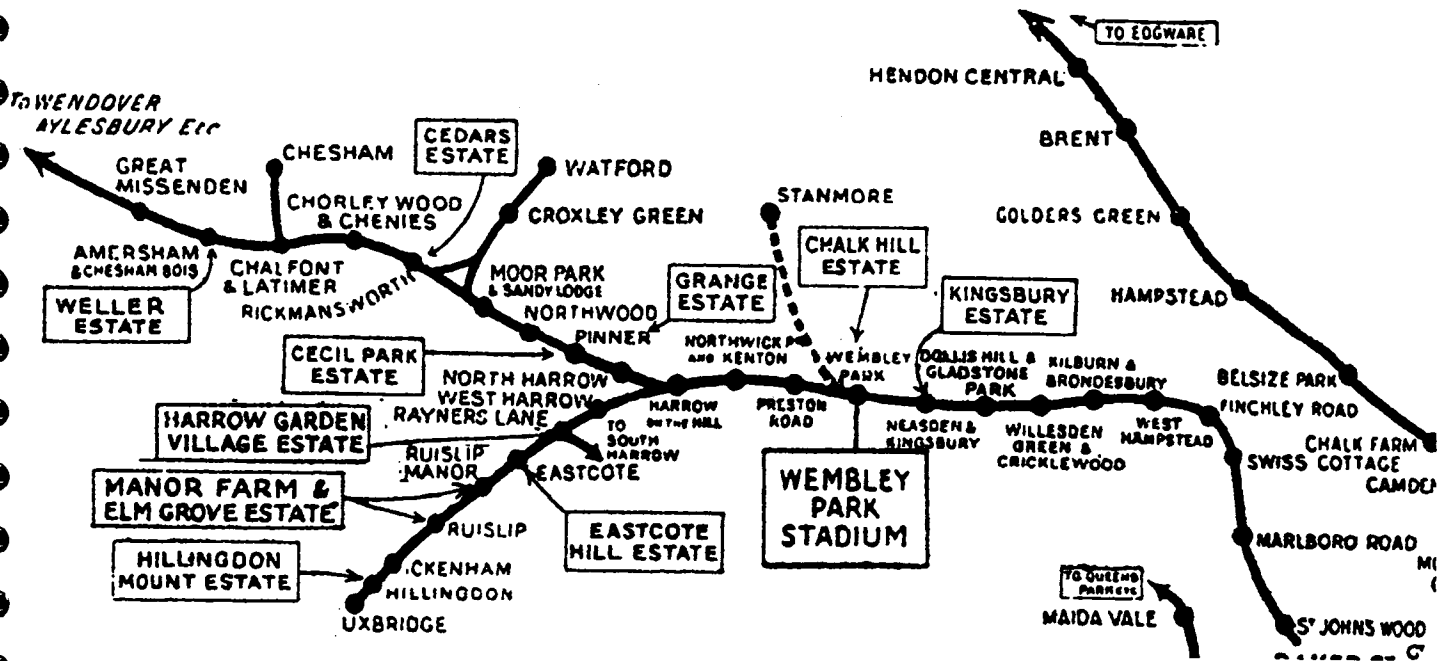 TO EDGWARE
HENDON CENTRAL
BRENT
GOLDERS GREEN
HAMPSTEAD
BELSIZE PARK
CHALK FARM
CAMDEN
To WENDOVER
AYLESBURY Etc
GREAT
MISSENDEN
CHESHAM
CEDARS
ESTATE
WATFORD
CHORLEY WOOD
& CHENIES
CROXLEY GREEN
STANMORE
AMERSHAM
& CHESHAM BOIS
CHALFONT
& LATIMER
RICKMANSWORTH
MOOR PARK
& SANDY LODGE
GRANGE
ESTATE
CHALK HILL
ESTATE
KINGSBURY
ESTATE
WELLER
ESTATE
NORTHWOOD
PINNER
CECIL PARK
ESTATE
NORTHWICK P
AND KENTON
WEMBLEY
PARK
DOLLIS HILL &
GLADSTONE
PARK
KILBURN &
BRONDESBURY
NORTH HARROW
WEST HARROW
RAYNERS LANE
HARROW
ON THE HILL
PRESTON
ROAD
NEASDEN &
KINGSBURY
WILLESDEN
GREEN &
CRICKLEWOOD
WEST
HAMPSTEAD
FINCHLEY ROAD
SWISS COTTAGE
HARROW GARDEN
VILLAGE ESTATE
TO
SOUTH
HARROW
RUISLIP
MANOR
EASTCOTE
MANOR FARM &
ELM GROVE ESTATE
WEMBLEY
PARK
STADIUM
RUISLIP
EASTCOTE
HILL ESTATE
MARLBORO ROAD
HILLINGDON
MOUNT ESTATE
CKENHAM
HILLINGDON
UXBRIDGE
TO QUEENS
PARK ETC
MAIDA VALE
ST JOHNS WOOD